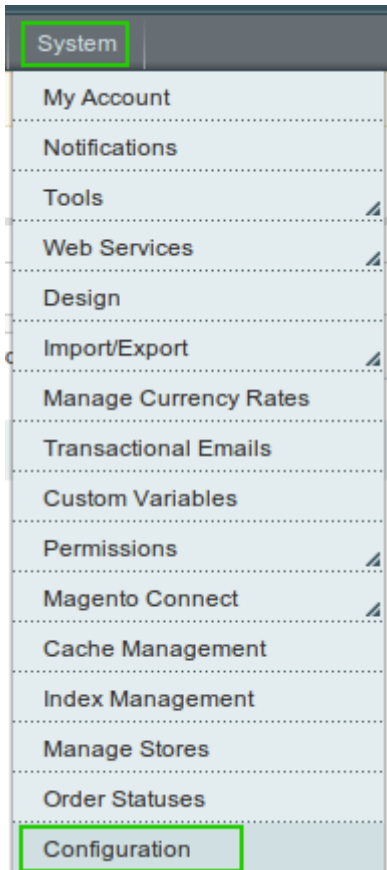 System
My Account
Notifications
Tools
Web Services
Design
Import/Export
Manage Currency Rates
Transactional Emails
Custom Variables
Permissions
Magento Connect
Cache Management
Index Management
Manage Stores
Order Statuses
Configuration